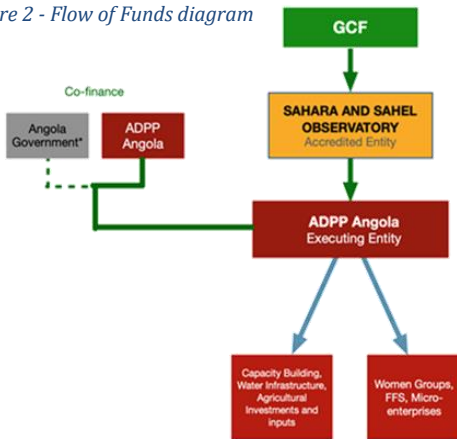 re 2 - Flow of Funds diagram
GCF
Co-finance
Angola
Government*
ADPP
Angola
SAHARA AND SAHEL
OBSERVATORY
Accredited Entity
ADPP Angola
Executing Entity
Capacity Building,
Water Infrastructure,
Agricultural
Investments and
inputs
Women Groups,
FFS, Micro-
enterprises